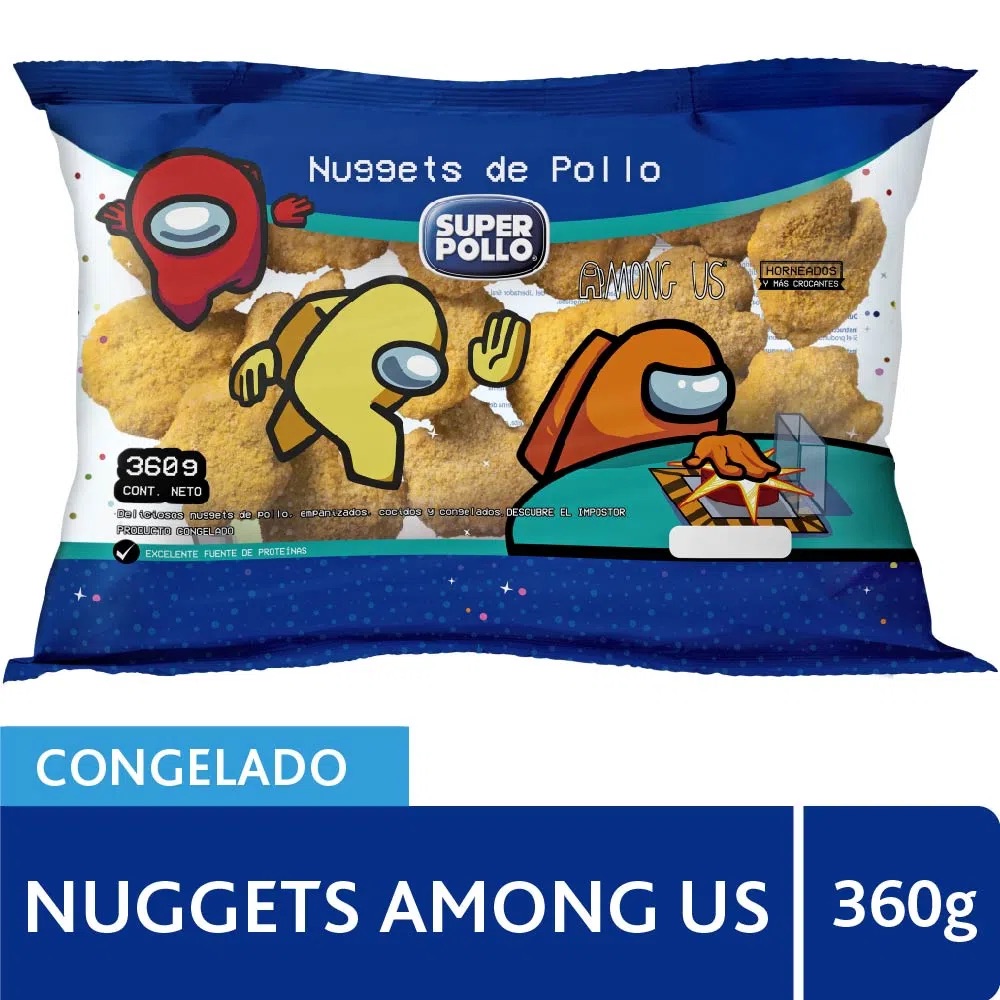 Nuggets de Pollo
SUPER
POLLO
AMONG US
HORNEADOS
Y MÁS CROCANTES
360g
CONT. NETO
Deliciosos nuggets de pollo, empanizados, cocidos y congelados. DESCUBRE EL IMPOSTOR
PRODUCTO CONGELADO
EXCELENTE FUENTE DE PROTEÍNAS
CONGELADO
NUGGETS AMONG US
360g